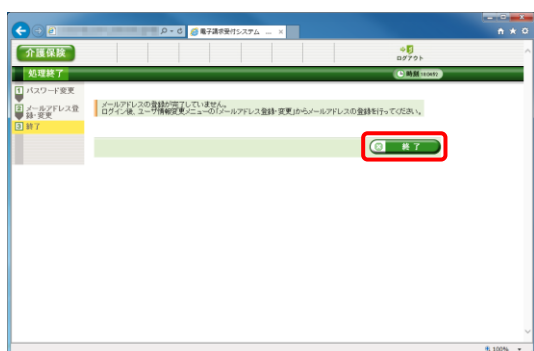 電子請求受付システム ...
介護保険
ログアウト
処理終了
時刻
1 パスワード変更
2 メールアドレス登
録・変更
3 終了
メールアドレスの登録が完了していません。
ログイン後、ユーザ情報変更メニューの「メールアドレス登録・変更」からメールアドレスの登録を行ってください。
終了
100%